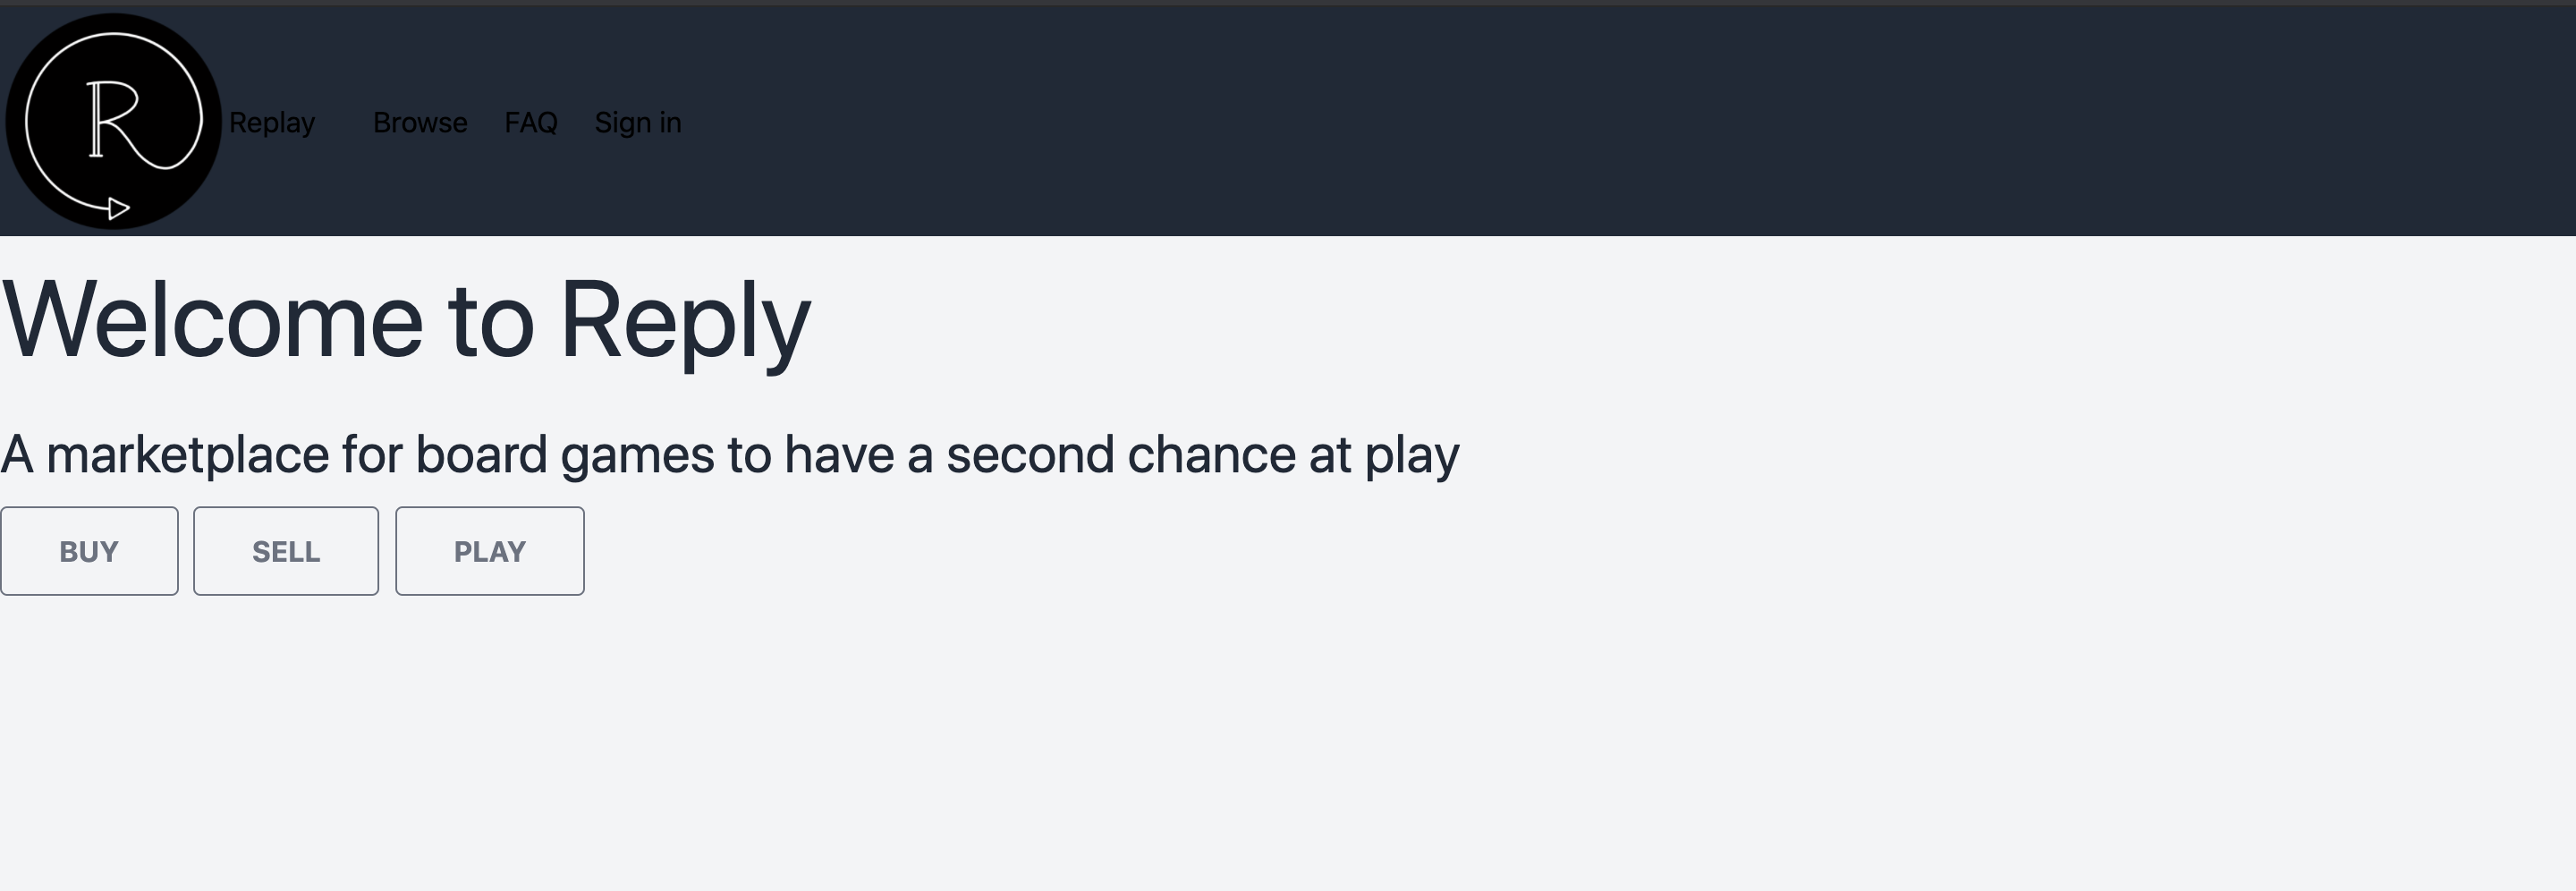 R
Replay Browse FAQ Sign in
Welcome to Reply
A marketplace for board games to have a second chance at play
BUY SELL PLAY